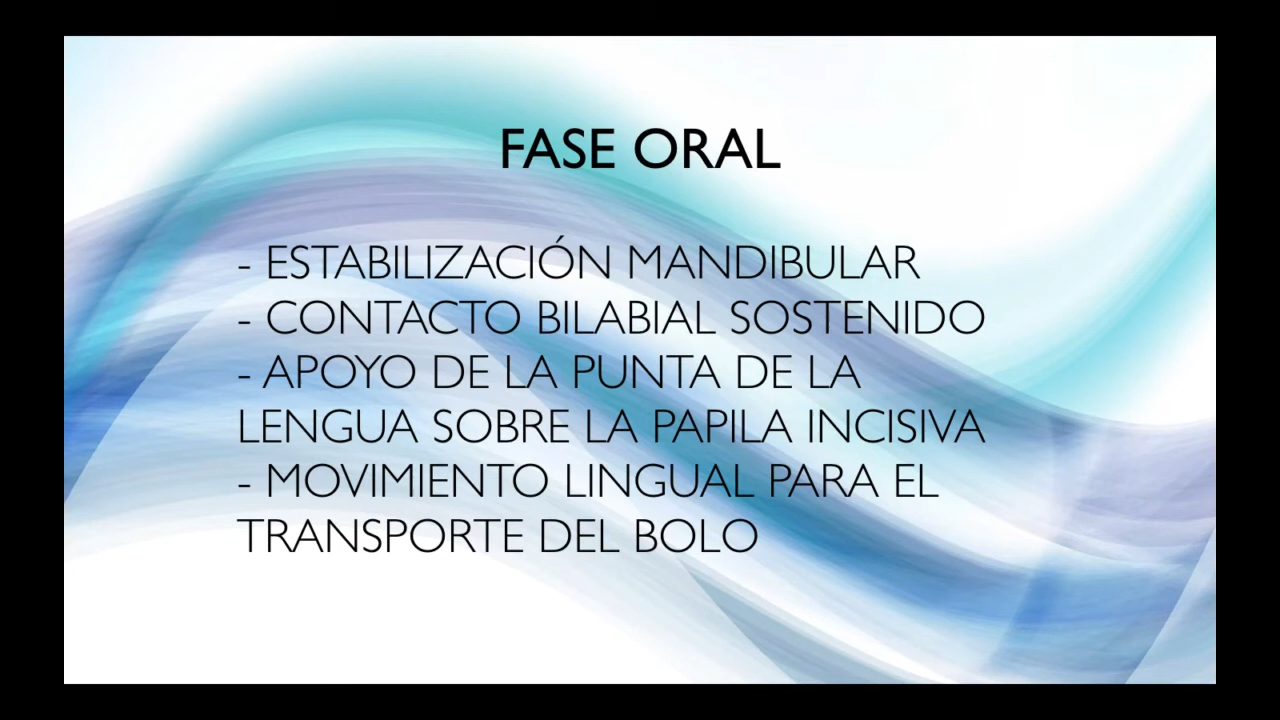 FASE ORAL
- ESTABILIZACIÓN MANDIBULAR
- CONTACTO BILABIAL SOSTENIDO
- APOYO DE LA PUNTA DE LA
LENGUA SOBRE LA PAPILA INCISIVA
- MOVIMIENTO LINGUAL PARA EL
TRANSPORTE DEL BOLO